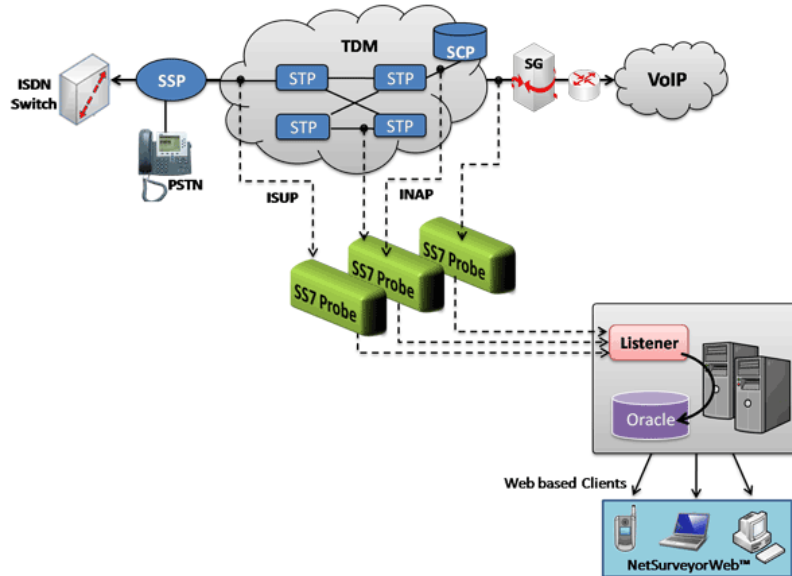 TDM
SCP
SG
ISDN
Switch
SSP
STP
STP
VoIP
STP
STP
PSTN
ISUP
INAP
SS7 Probe
SS7 Probe
SS7 Probe
Listener
Oracle
Web based Clients
NetSurveyorWeb™